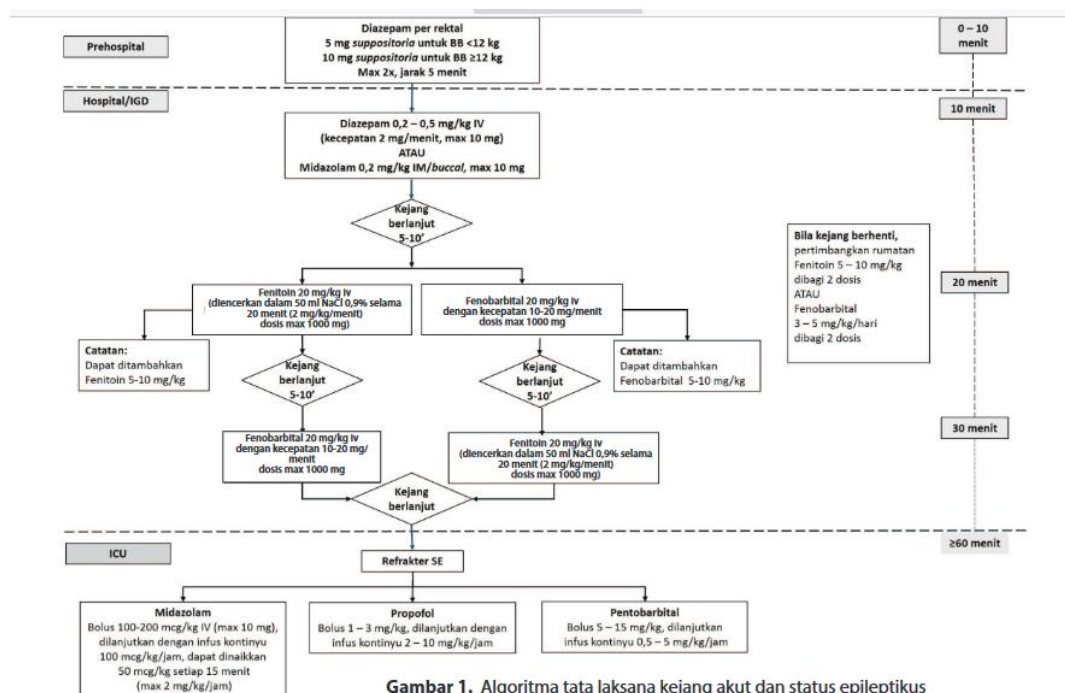 Prehospital
Diazepam per rektal
5 mg suppositoria untuk BB <12 kg
10 mg suppositoria untuk BB ≥12 kg
Max 2x, jarak 5 menit
0 – 10
menit
Hospital/IGD
10 menit
Diazepam 0,2 – 0,5 mg/kg IV
(kecepatan 2 mg/menit, max 10 mg)
ATAU
Midazolam 0,2 mg/kg IM/buccal, max 10 mg
Kejang
berlanjut
5-10'
Bila kejang berhenti,
pertimbangkan rumatan
Fenitoin 5 – 10 mg/kg
dibagi 2 dosis
ATAU
Fenobarbital
3 – 5 mg/kg/hari
dibagi 2 dosis
20 menit
Fenitoin 20 mg/kg iv
(diencerkan dalam 50 ml NaCl 0,9% selama
20 menit (2 mg/kg/menit)
dosis max 1000 mg)
Fenobarbital 20 mg/kg iv
dengan kecepatan 10-20 mg/menit
dosis max 1000 mg
Catatan:
Dapat ditambahkan
Fenitoin 5-10 mg/kg
Kejang
berlanjut
5-10'
Kejang
berlanjut
5-10'
Catatan:
Dapat ditambahkan
Fenobarbital 5-10 mg/kg
30 menit
Fenobarbital 20 mg/kg iv
dengan kecepatan 10-20 mg/
menit
dosis max 1000 mg
Fenitoin 20 mg/kg iv
(diencerkan dalam 50 ml NaCl 0,9% selama
20 menit (2 mg/kg/menit)
dosis max 1000 mg)
Kejang
berlanjut
ICU
≥60 menit
Refrakter SE
Midazolam
Bolus 100-200 mcg/kg IV (max 10 mg),
dilanjutkan dengan infus kontinyu
100 mcg/kg/jam, dapat dinaikkan
50 mcg/kg setiap 15 menit
(max 2 mg/kg/jam)
Propofol
Bolus 1 – 3 mg/kg, dilanjutkan dengan
infus kontinyu 2 – 10 mg/kg/jam
Pentobarbital
Bolus 5 – 15 mg/kg, dilanjutkan
infus kontinyu 0,5 – 5 mg/kg/jam
Gambar 1. Algoritma tata laksana kejang akut dan status epileptikus